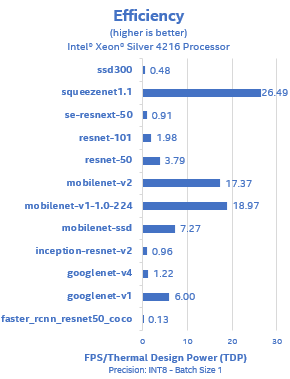 Efficiency
(higher is better)
Intel® Xeon® Silver 4216 Processor
ssd300 0.48
squeezenet1.1 26.49
se-resnext-50 0.91
resnet-101 1.98
resnet-50 3.79
mobilenet-v2 17.37
mobilenet-v1-1.0-224 18.97
mobilenet-ssd 7.27
inception-resnet-v2 0.96
googlenet-v4 1.22
googlenet-v1 6.00
faster_rcnn_resnet50_coco 0.13
0 10 20 30
FPS/Thermal Design Power (TDP)
Precision: INT8 - Batch Size 1